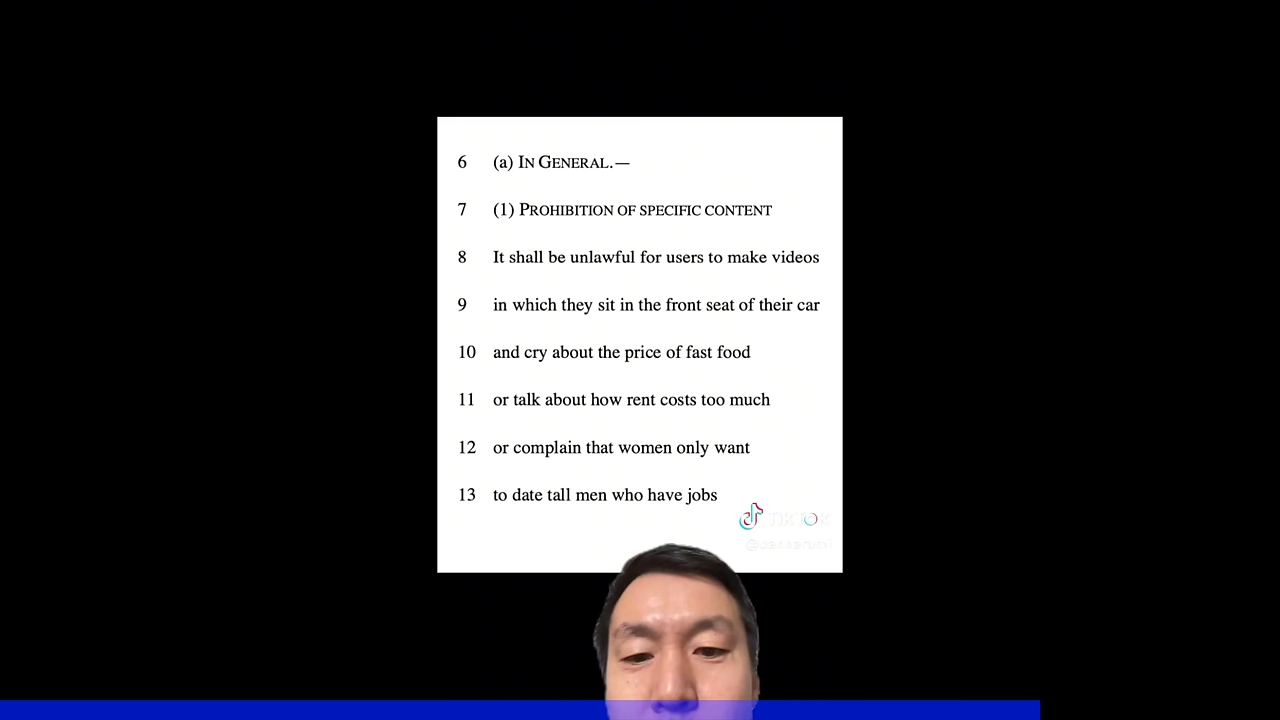 6 (a) IN GENERAL.—
7 (1) PROHIBITION OF SPECIFIC CONTENT
8 It shall be unlawful for users to make videos
9 in which they sit in the front seat of their car
10 and cry about the price of fast food
11 or talk about how rent costs too much
12 or complain that women only want
13 to date tall men who have jobs
TikTok